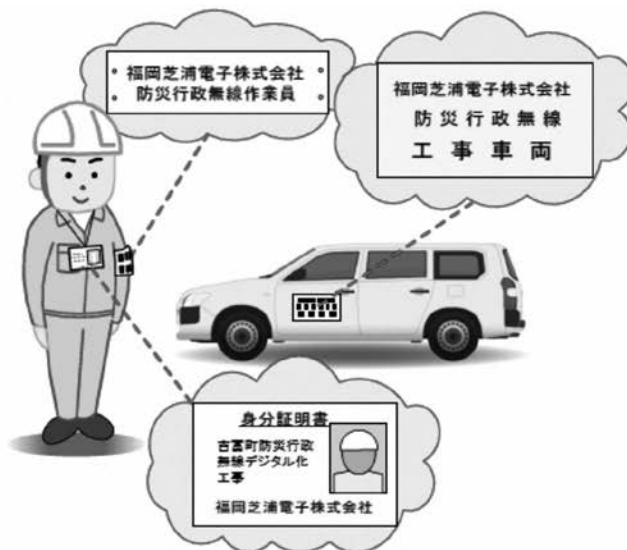 福岡芝浦電子株式会社
防災行政無線作業員
福岡芝浦電子株式会社
防災行政無線
工事車両
身分証明書
吉富町防災行政
無線デジタル化
工事
福岡芝浦電子株式会社